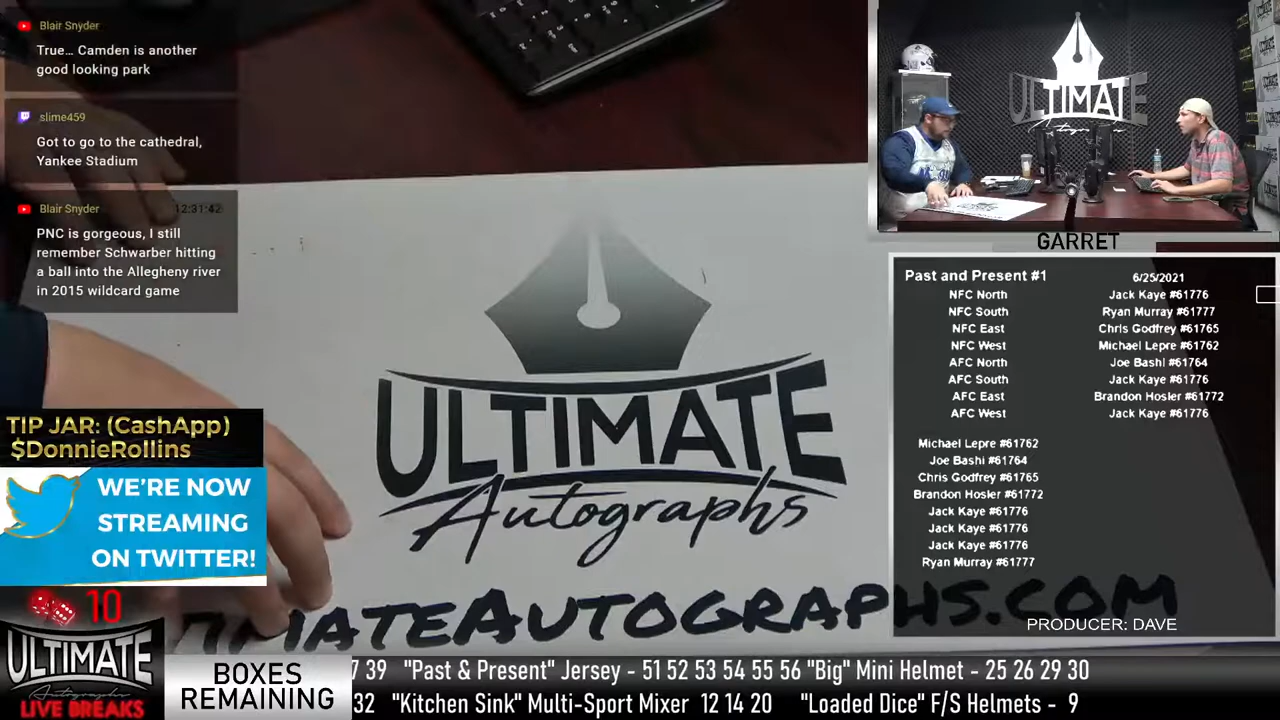 Blair Snyder
True... Camden is another
good looking park
slime459
Got to go to the cathedral,
Yankee Stadium
Blair Snyder
12:31:42
PNC is gorgeous, I still
remember Schwarber hitting
a ball into the Allegheny river
in 2015 wildcard game
TIP JAR: (CashApp)
$DonnieRollins
WE'RE NOW
STREAMING
ON TWITTER!
10
ULTIMATE
Autographs
LIVE BREAKS
ULTIMATE
Autographs
IMATEAUTOGRAPHS.COM
ULTIMATE
Autographs
GARRET
Past and Present #1 6/25/2021
NFC North Jack Kaye #61776
NFC South Ryan Murray #61777
NFC East Chris Godfrey #61765
NFC West Michael Lepre #61762
AFC North Joe Bashi #61764
AFC South Jack Kaye #61776
AFC East Brandon Hosler #61772
AFC West Jack Kaye #61776
Michael Lepre #61762
Joe Bashi #61764
Chris Godfrey #61765
Brandon Hosler #61772
Jack Kaye #61776
Jack Kaye #61776
Jack Kaye #61776
Ryan Murray #61777
PRODUCER: DAVE
BOXES
REMAINING
7 39 "Past & Present" Jersey - 51 52 53 54 55 56 "Big" Mini Helmet - 25 26 29 30
32 "Kitchen Sink" Multi-Sport Mixer 12 14 20 "Loaded Dice" F/S Helmets - 9